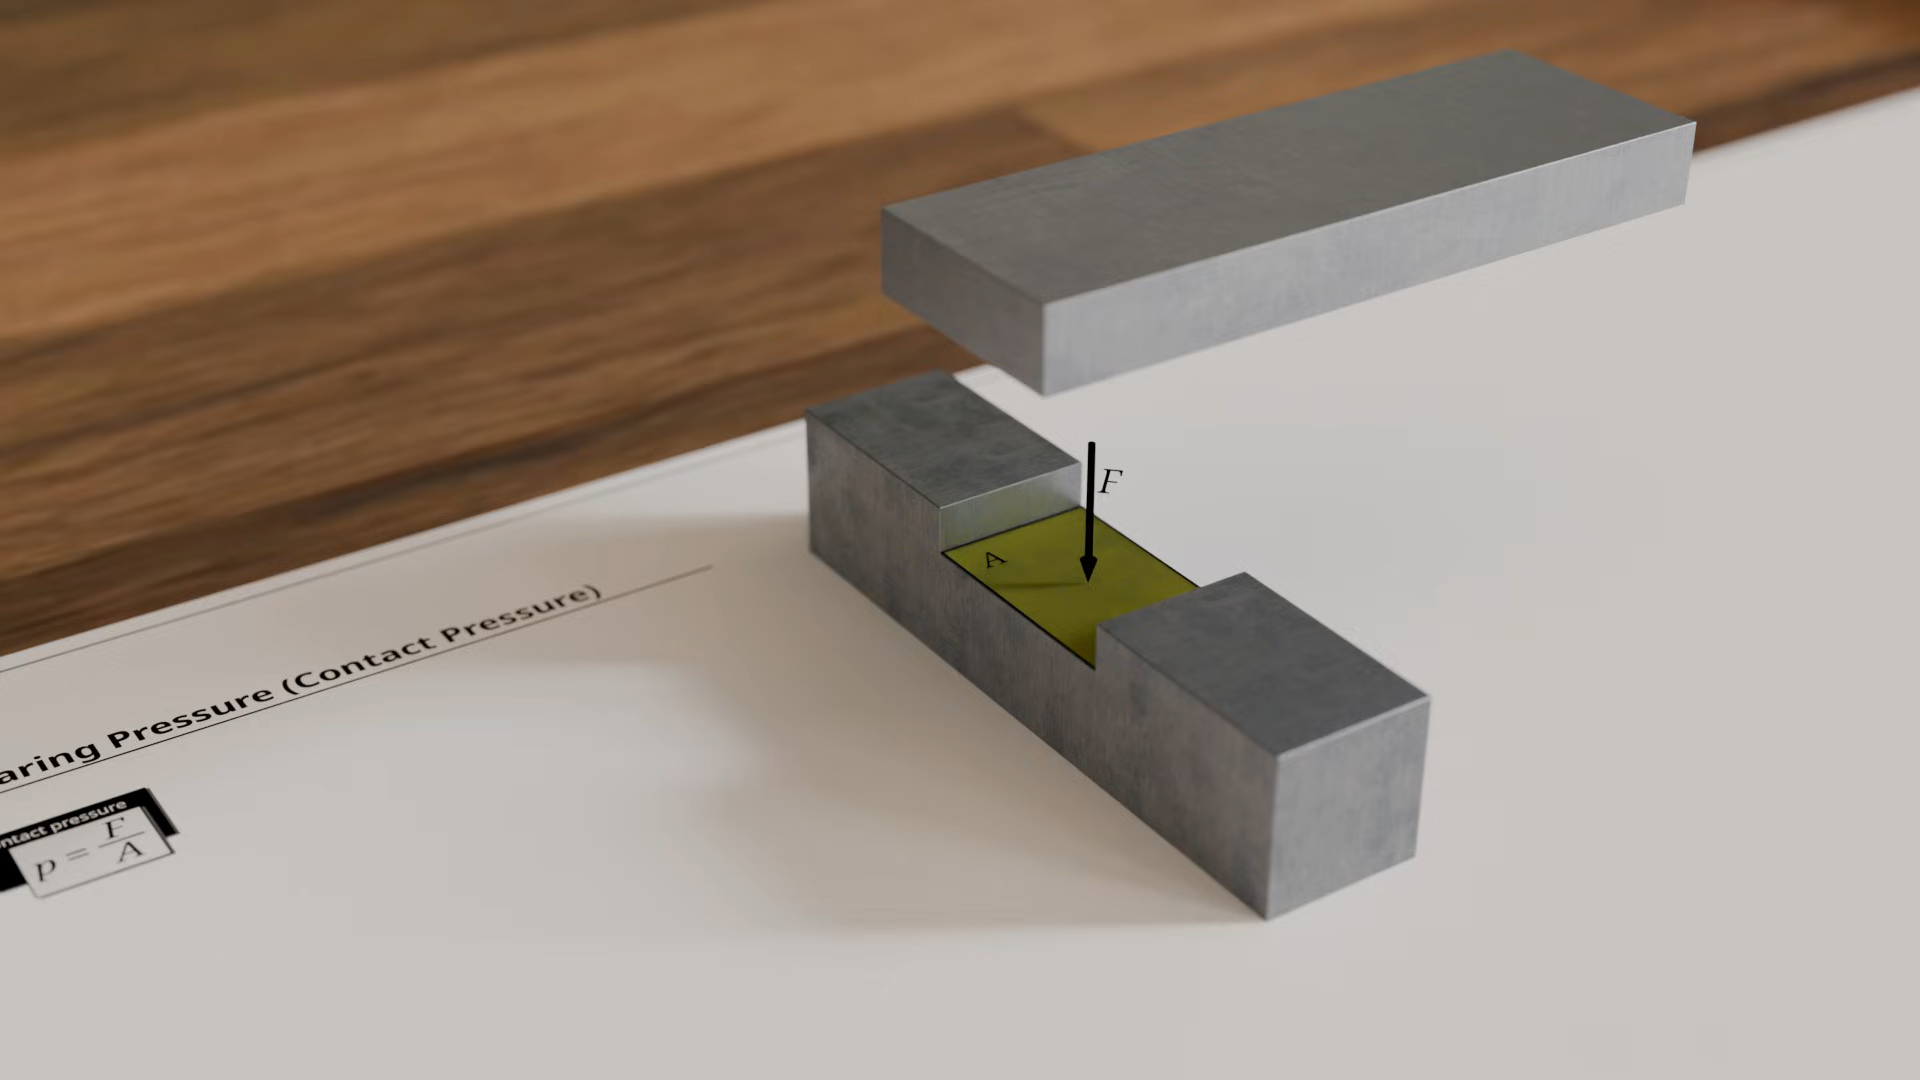 aring Pressure (Contact Pressure)
ntact pressure
p = F/A
F
A